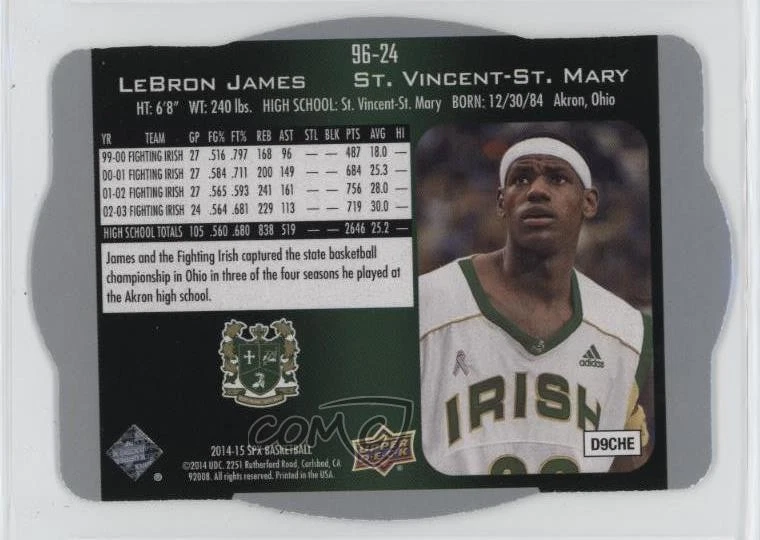 96-24
LEBRON JAMES ST. VINCENT-ST. MARY
HT: 6'8" WT: 240 lbs. HIGH SCHOOL: St. Vincent-St. Mary BORN: 12/30/84 Akron, Ohio
YR TEAM GP FG% FT% REB AST STL BLK PTS AVG HI
99-00 FIGHTING IRISH 27 .516 .797 168 96 — — 487 18.0 —
00-01 FIGHTING IRISH 27 .584 .711 200 149 — — 684 25.3 —
01-02 FIGHTING IRISH 27 .565 .593 241 161 — — 756 28.0 —
02-03 FIGHTING IRISH 24 .564 .681 229 113 — — 719 30.0 —
HIGH SCHOOL TOTALS 105 .560 .680 838 519 — — 2646 25.2 —
James and the Fighting Irish captured the state basketball
championship in Ohio in three of the four seasons he played at
the Akron high school.
adidas
IRISH
D9CHE
COMC
UPPER
DECK
2014-15 SPX BASKETBALL
©2014 UDC. 2251 Rutherford Road, Carlsbad, CA
92008. All rights reserved. Printed in the USA.